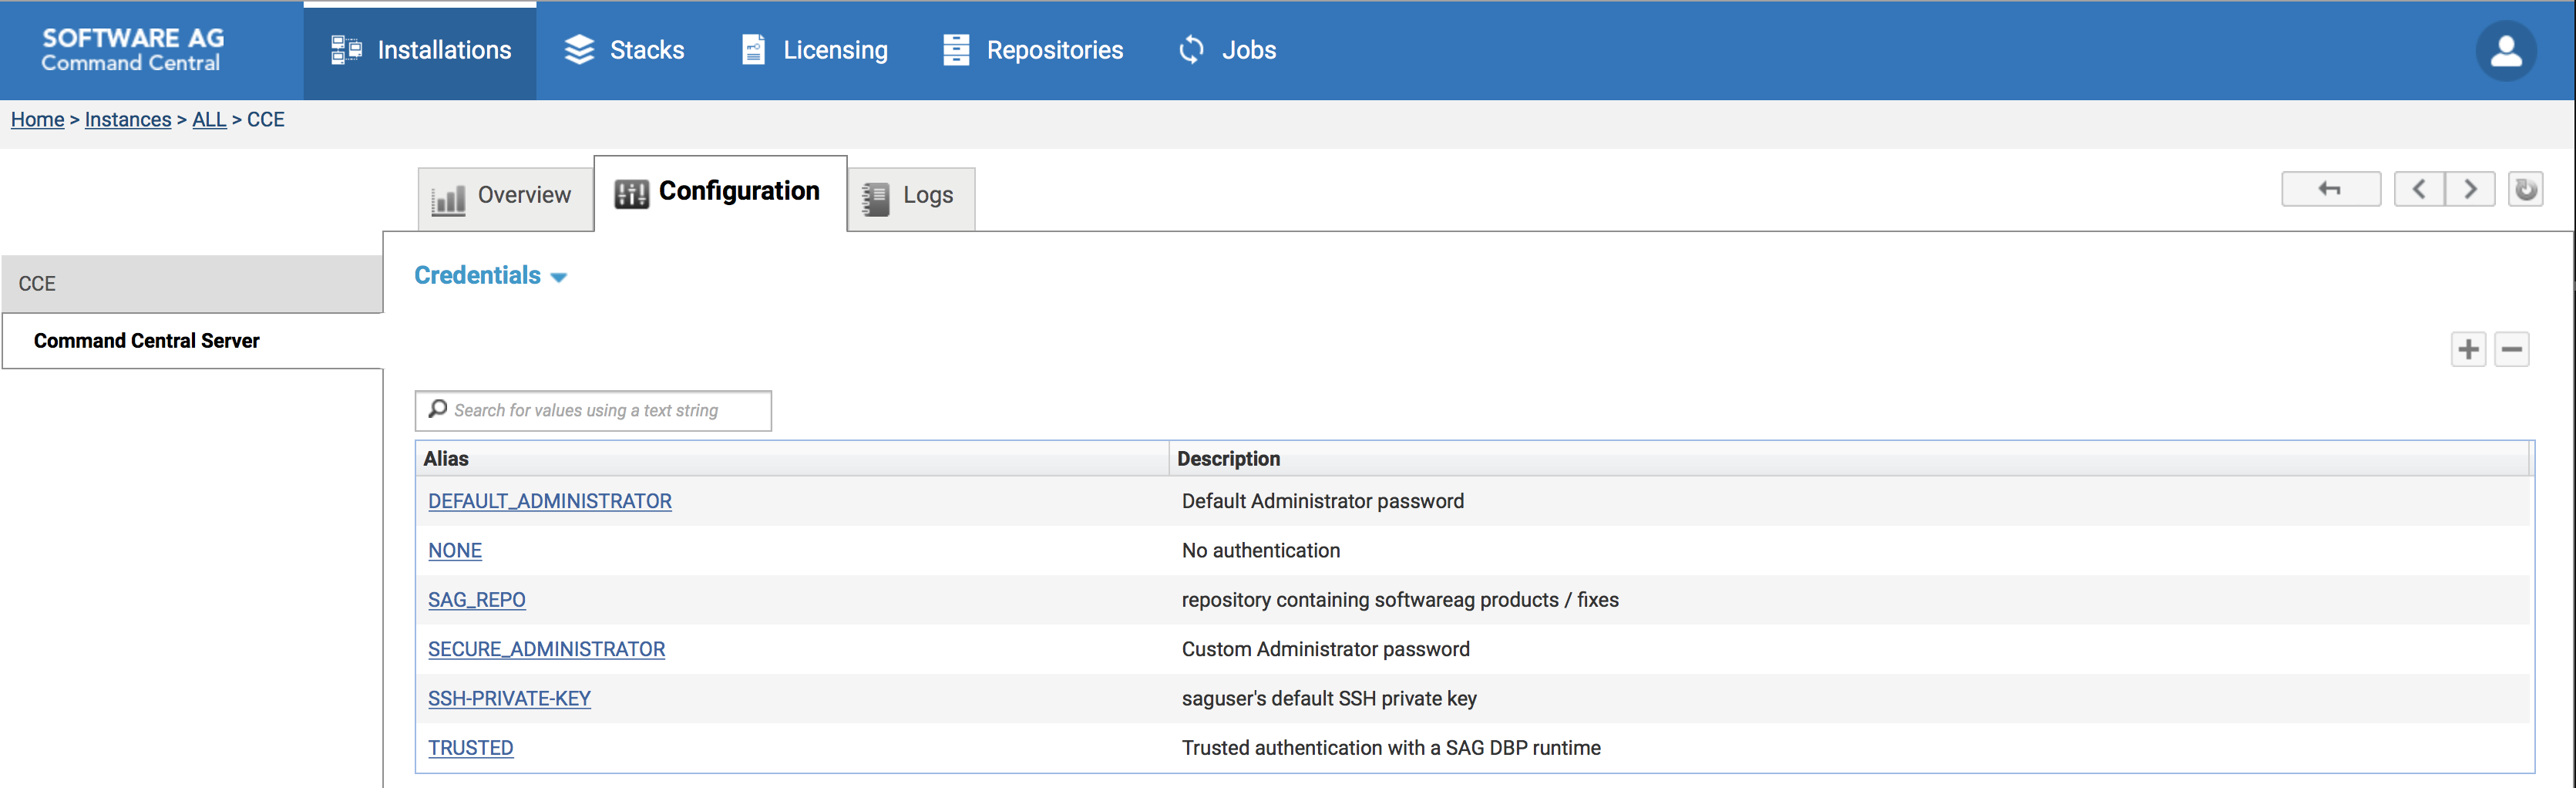 SOFTWARE AG
Command Central
Installations
Stacks
Licensing
Repositories
Jobs
Home > Instances > ALL > CCE
Overview
Configuration
Logs
CCE
Command Central Server
Credentials
Search for values using a text string
Alias Description
DEFAULT_ADMINISTRATOR Default Administrator password
NONE No authentication
SAG_REPO repository containing softwareag products / fixes
SECURE_ADMINISTRATOR Custom Administrator password
SSH-PRIVATE-KEY saguser's default SSH private key
TRUSTED Trusted authentication with a SAG DBP runtime